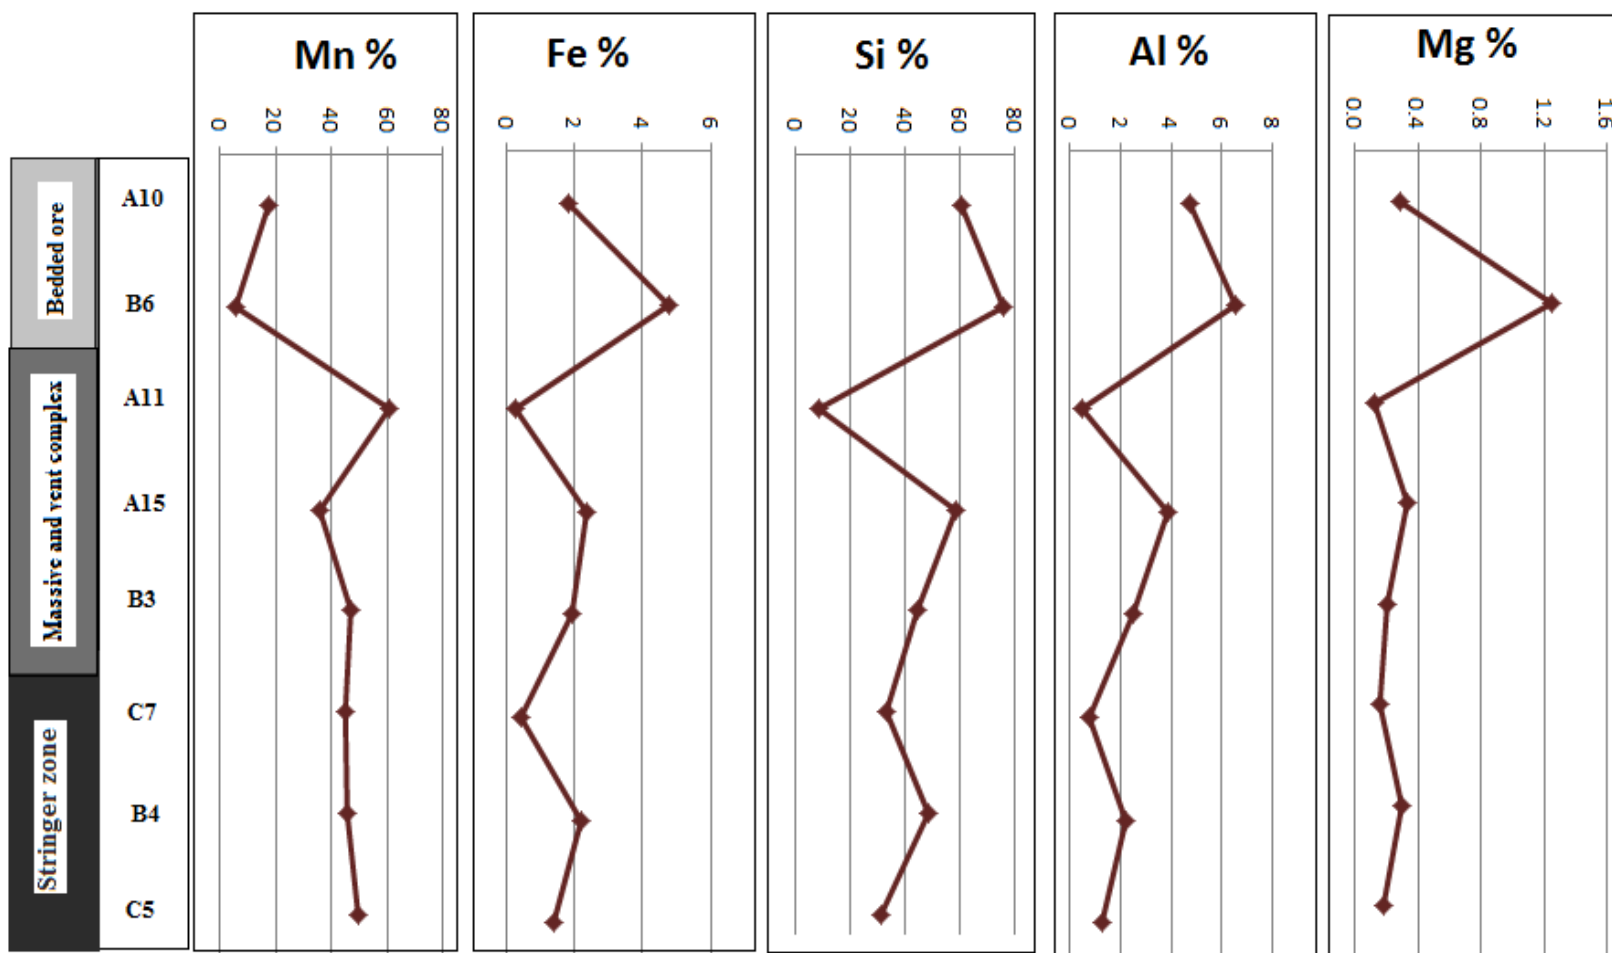 Mn %
Fe %
Si %
Al %
Mg %
0 20 40 60 80
0 2 4 6
0 20 40 60 80
0 2 4 6 8
0.0 0.4 0.8 1.2 1.6
Bedded ore
Massive and vent complex
Stringer zone
A10
B6
A11
A15
B3
C7
B4
C5